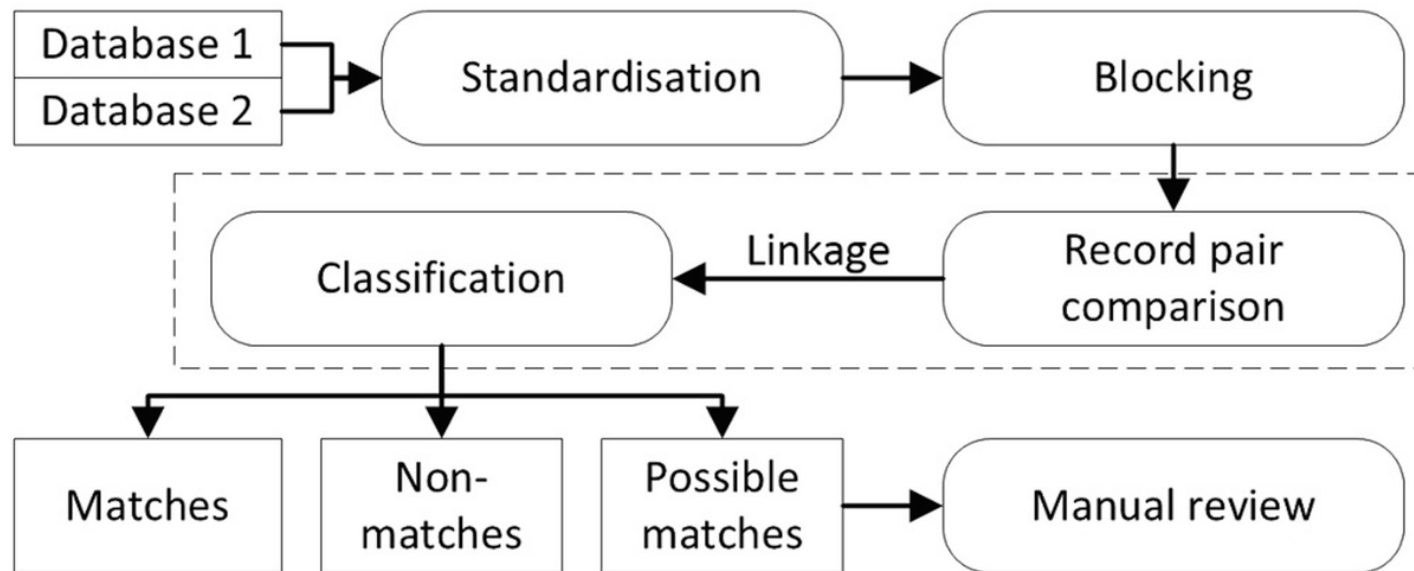 Database 1
Database 2
Standardisation
Blocking
Classification
Linkage
Record pair
comparison
Matches
Non-
matches
Possible
matches
Manual review